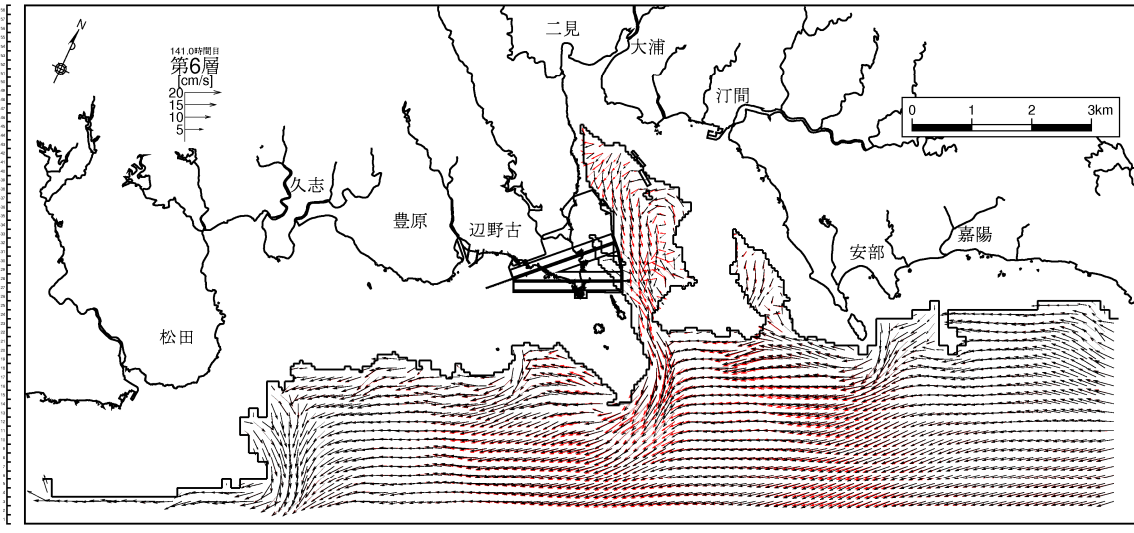 N
141.0時間目
第6層
[cm/s]
20
15
10
5
二見
大浦
汀間
0 1 2 3km
久志
豊原
辺野古
安部
嘉陽
松田